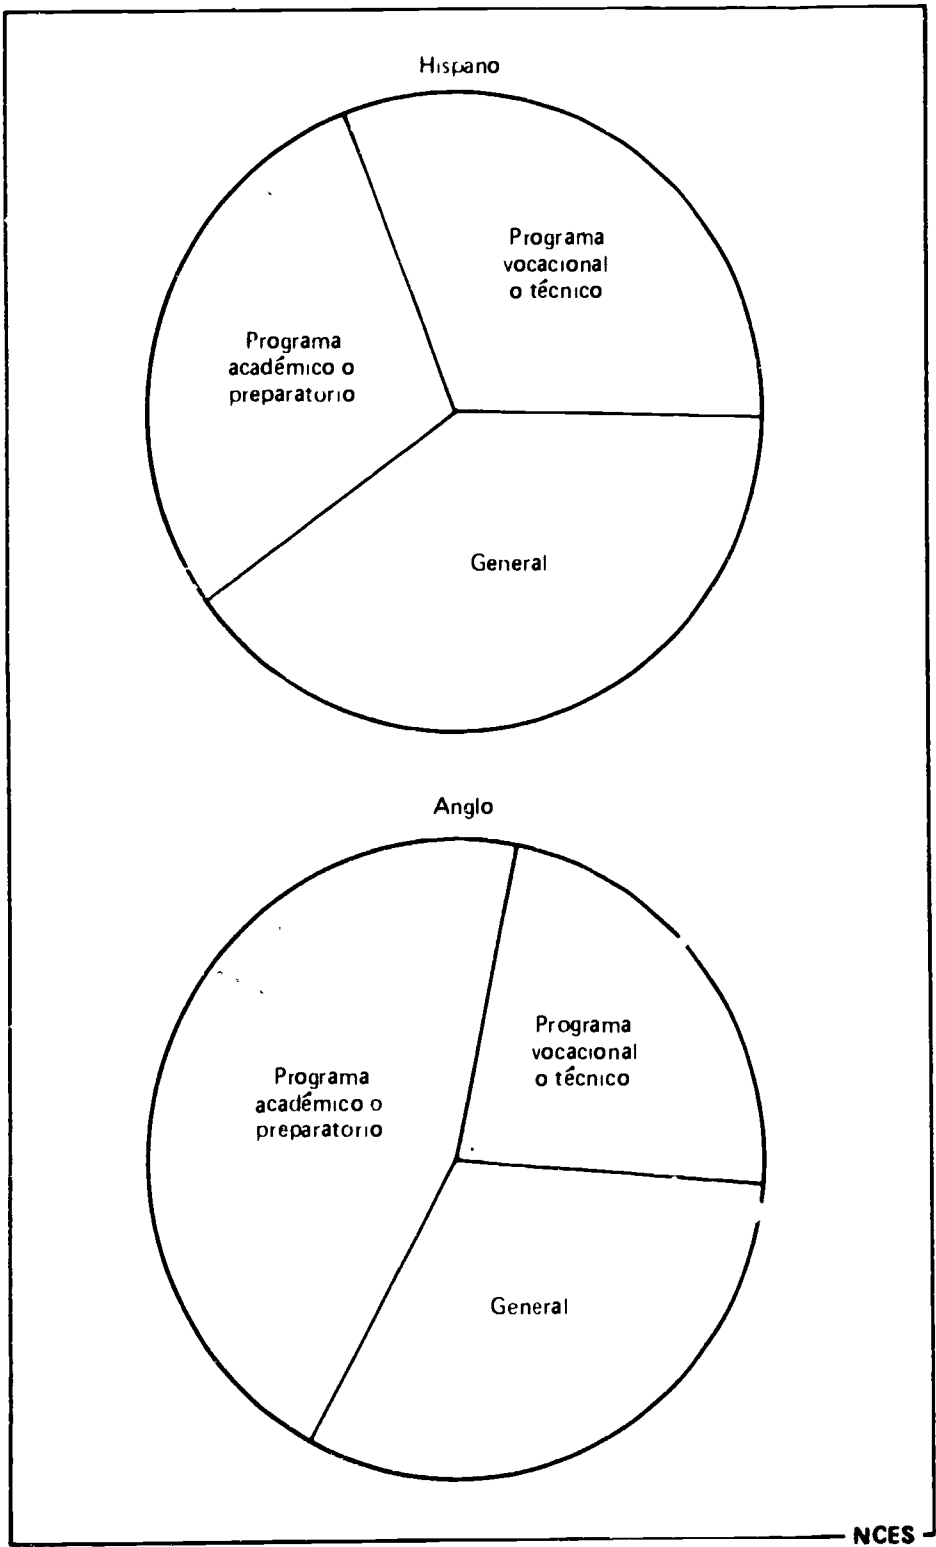 Hispano
Programa
vocacional
o técnico
Programa
académico o
preparatorio
General
Anglo
Programa
vocacional
o técnico
Programa
académico o
preparatorio
General
NCES